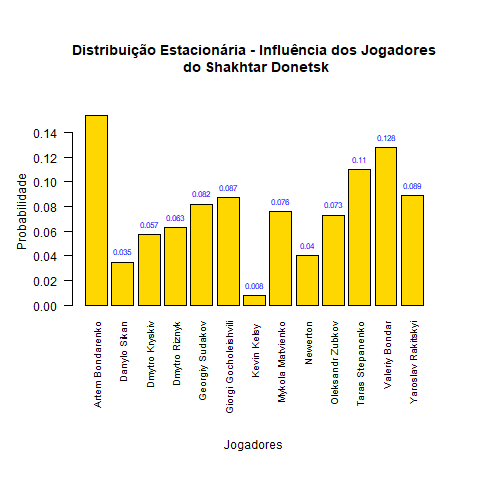 Distribuição Estacionária - Influência dos Jogadores
do Shakhtar Donetsk
Probabilidade
0.14
0.12
0.10
0.08
0.06
0.04
0.02
0.00
0.035
0.057
0.063
0.082
0.087
0.008
0.076
0.04
0.073
0.11
0.128
0.089
Artem Bondarenko
Danylo Sikan
Dmytro Kryskiv
Dmytro Riznyk
Georgiy Sudakov
Giorgi Gocholeishvili
Kevin Kelsy
Mykola Matvienko
Newerton
Oleksandr Zubkov
Taras Stepanenko
Valeriy Bondar
Yaroslav Rakitskyi
Jogadores